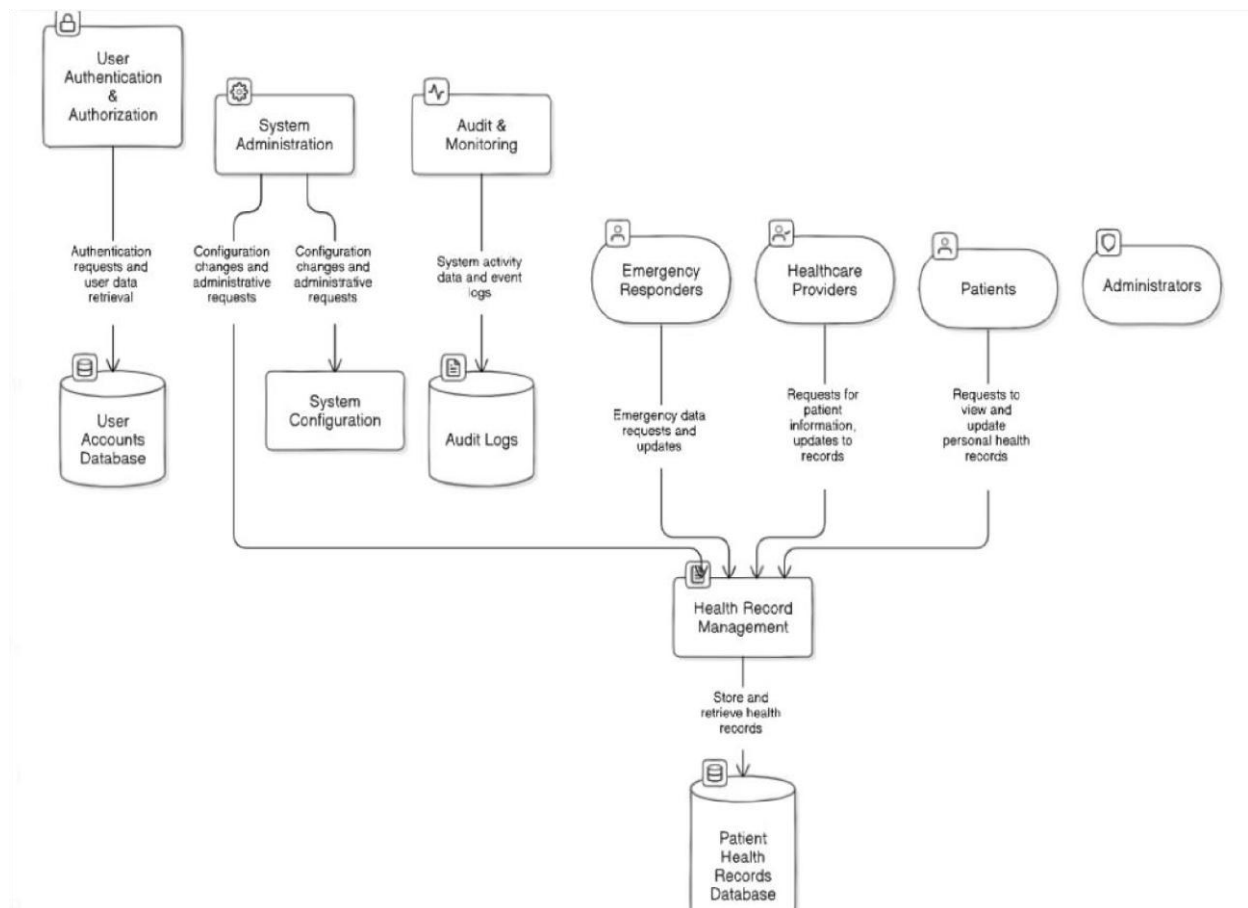 User
Authentication
&
Authorization
System
Administration
Audit &
Monitoring
Authentication
requests and
user data
retrieval
Configuration
changes and
administrative
requests
Configuration
changes and
administrative
requests
System activity
data and event
logs
Emergency
Responders
Healthcare
Providers
Patients
Administrators
User
Accounts
Database
System
Configuration
Audit Logs
Emergency data
requests and
updates
Requests for
patient
information,
updates to
records
Requests to
view and
update
personal health
records
Health Record
Management
Store and
retrieve health
records
Patient
Health
Records
Database